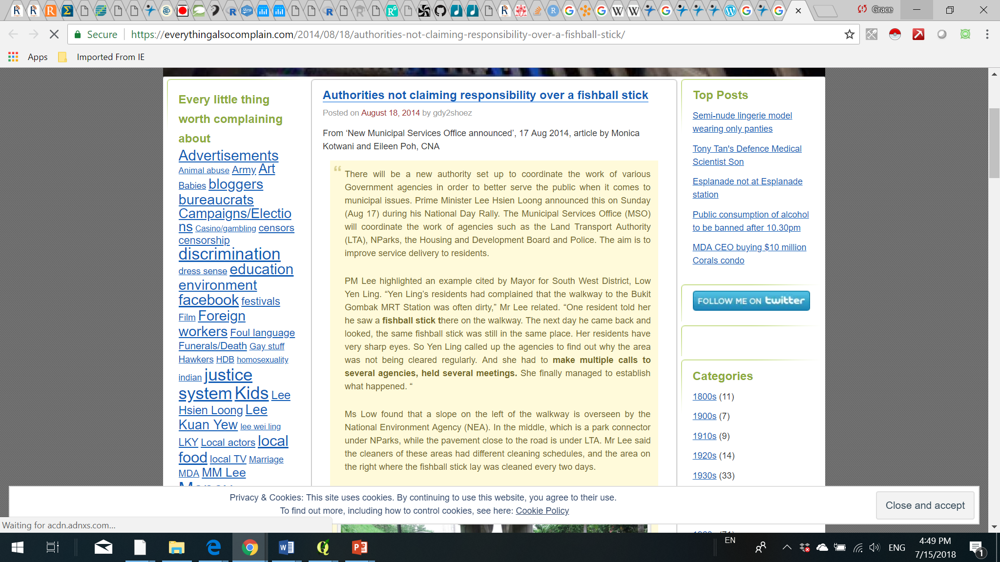 Grace
Secure https://everythingalsocomplain.com/2014/08/18/authorities-not-claiming-responsibility-over-a-fishball-stick/
Apps Imported From IE
Every little thing
worth complaining
about
Advertisements
Animal abuse Army Art
Babies bloggers
bureaucrats
Campaigns/Electio
ns Casino/gambling censors
censorship
discrimination
dress sense education
environment
facebook festivals
Film Foreign
workers Foul language
Funerals/Death Gay stuff
Hawkers HDB homosexuality
indian justice
system Kids Lee
Hsien Loong Lee
Kuan Yew lee wei ling
LKY Local actors local
food local TV Marriage
MDA MM Lee
Authorities not claiming responsibility over a fishball stick
Posted on August 18, 2014 by gdy2shoez
From ‘New Municipal Services Office announced’, 17 Aug 2014, article by Monica
Kotwani and Eileen Poh, CNA
“ There will be a new authority set up to coordinate the work of various
Government agencies in order to better serve the public when it comes to
municipal issues. Prime Minister Lee Hsien Loong announced this on Sunday
(Aug 17) during his National Day Rally. The Municipal Services Office (MSO)
will coordinate the work of agencies such as the Land Transport Authority
(LTA), NParks, the Housing and Development Board and Police. The aim is to
improve service delivery to residents.
PM Lee highlighted an example cited by Mayor for South West District, Low
Yen Ling. “Yen Ling’s residents had complained that the walkway to the Bukit
Gombak MRT Station was often dirty,” Mr Lee related. “One resident told her
he saw a fishball stick there on the walkway. The next day he came back and
looked, the same fishball stick was still in the same place. Her residents have
very sharp eyes. So Yen Ling called up the agencies to find out why the area
was not being cleared regularly. And she had to make multiple calls to
several agencies, held several meetings. She finally managed to establish
what happened. “
Ms Low found that a slope on the left of the walkway is overseen by the
National Environment Agency (NEA). In the middle, which is a park connector
under NParks, while the pavement close to the road is under LTA. Mr Lee said
the cleaners of these areas had different cleaning schedules, and the area on
the right where the fishball stick lay was cleaned every two days.
Top Posts
Semi-nude lingerie model
wearing only panties
Tony Tan's Defence Medical
Scientist Son
Esplanade not at Esplanade
station
Public consumption of alcohol
to be banned after 10.30pm
MDA CEO buying $10 million
Corals condo
FOLLOW ME ON twitter
Categories
1800s (11)
1900s (7)
1910s (9)
1920s (14)
1930s (33)
Privacy & Cookies: This site uses cookies. By continuing to use this website, you agree to their use.
To find out more, including how to control cookies, see here: Cookie Policy
Close and accept
Waiting for acdn.adnxs.com...
EN
ENG
4:49 PM
7/15/2018
1